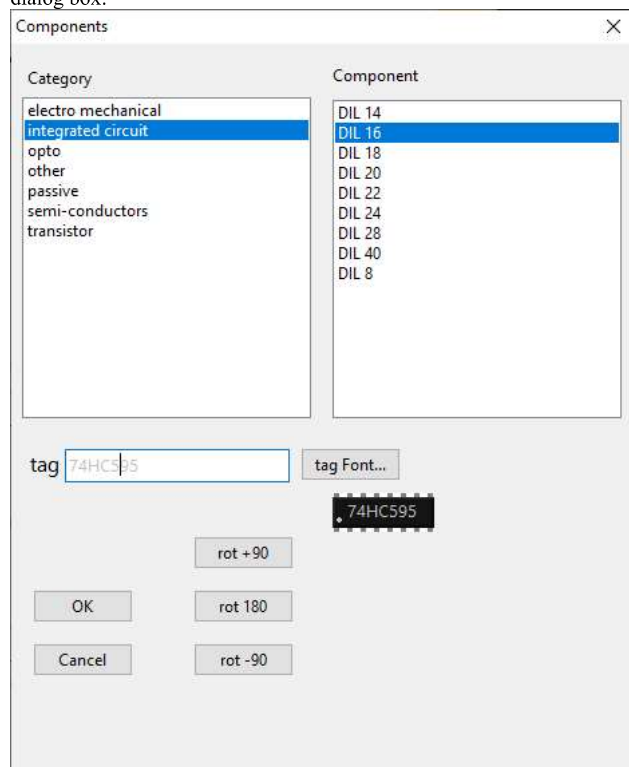 dialog box:
Components
Category
Component
electro mechanical
integrated circuit
opto
other
passive
semi-conductors
transistor
DIL 14
DIL 16
DIL 18
DIL 20
DIL 22
DIL 24
DIL 28
DIL 40
DIL 8
tag 74HC595
tag Font...
74HC595
rot +90
OK
rot 180
Cancel
rot -90